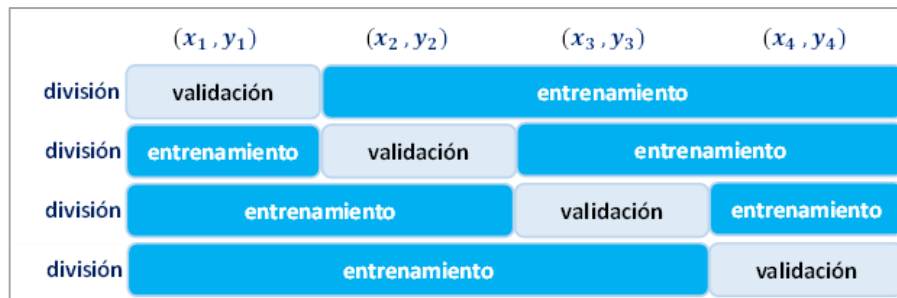 (x₁ , y₁) (x₂ , y₂) (x₃ , y₃) (x₄ , y₄)
división validación entrenamiento
división entrenamiento validación entrenamiento
división entrenamiento validación entrenamiento
división entrenamiento validación